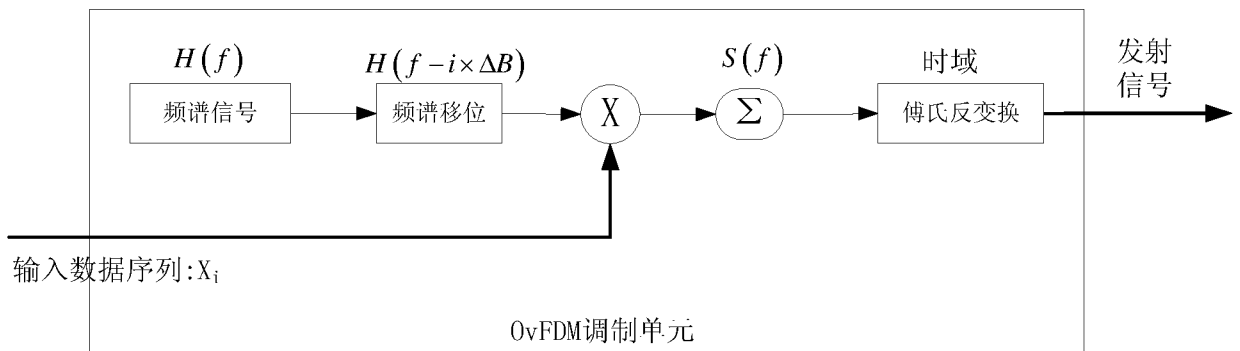 H(f)
频谱信号
H(f-i×ΔB)
频谱移位
X
S(f)
Σ
时域
傅氏反变换
发射
信号
输入数据序列:Xi
OvFDM调制单元